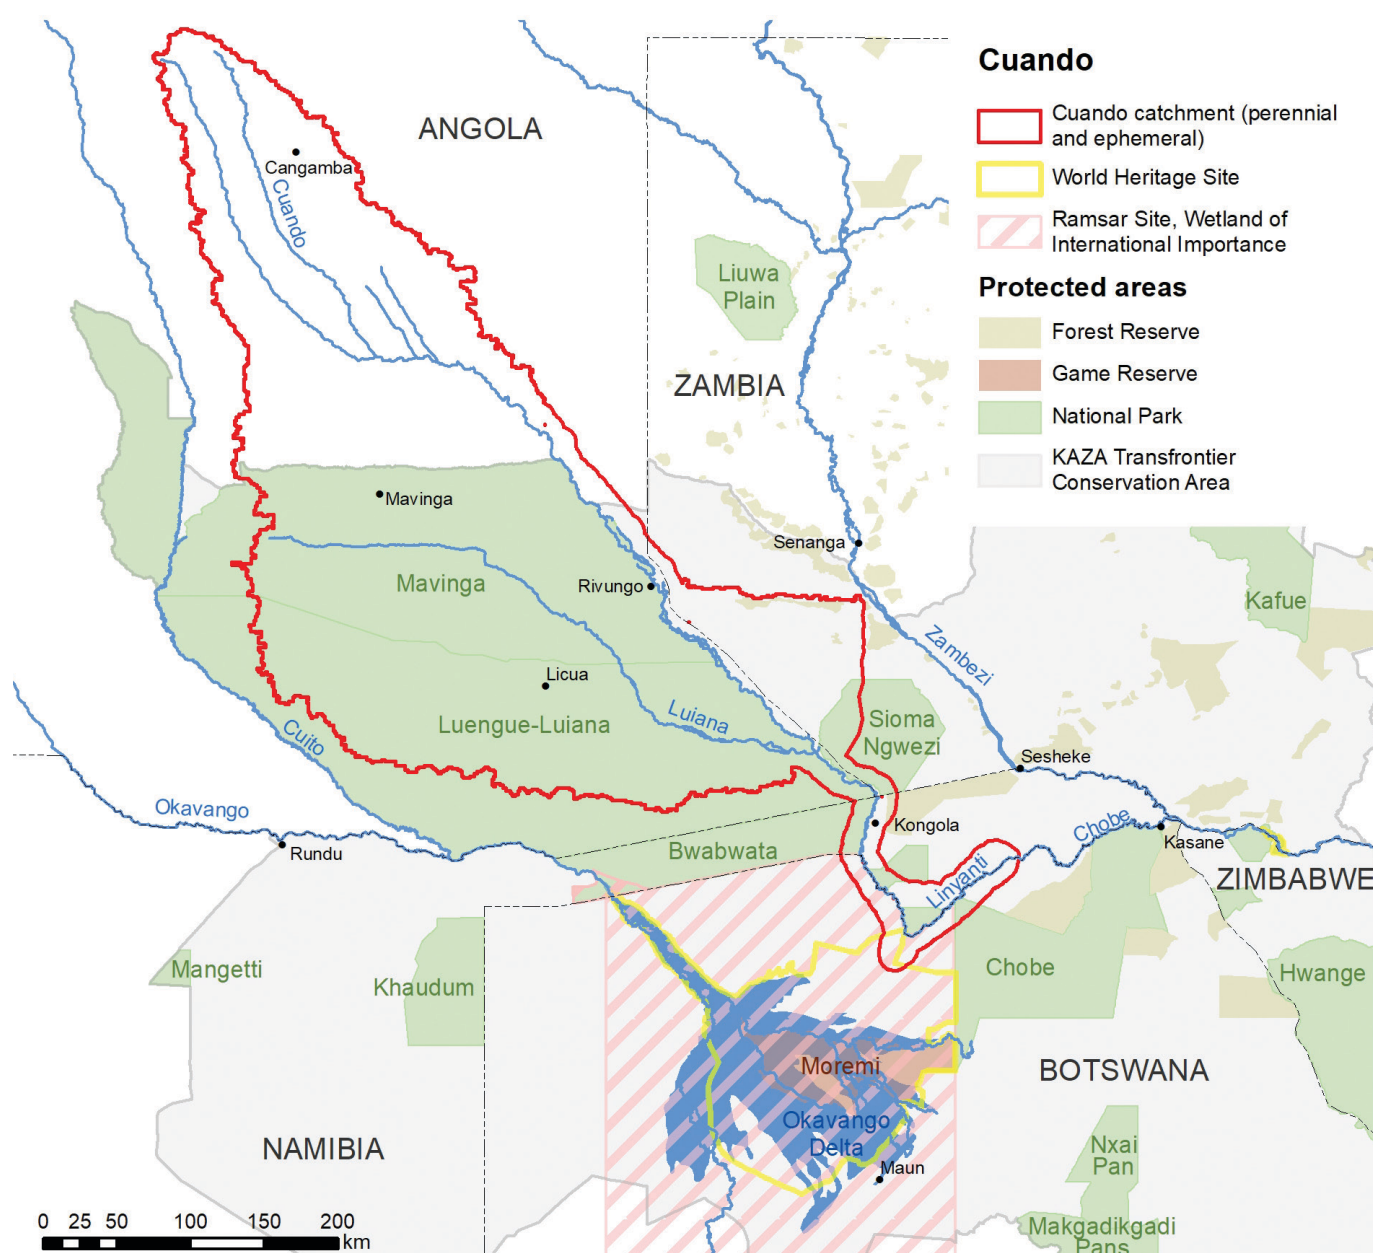 Cuando
Cuando catchment (perennial
and ephemeral)
World Heritage Site
Ramsar Site, Wetland of
International Importance
Protected areas
Forest Reserve
Game Reserve
National Park
KAZA Transfrontier
Conservation Area
ANGOLA
Cangamba
Cuando
Liuwa
Plain
ZAMBIA
Mavinga
Senanga
Mavinga
Rivungo
Kafue
Zambezi
Licua
Luengue-Luiana
Luiana
Sioma
Ngwezi
Cuito
Sesheke
Okavango
Rundu
Kongola
Chobe
Kasane
Bwabwata
Linyanti
ZIMBABWE
Mangetti
Khaudum
Chobe
Hwange
Moremi
BOTSWANA
Okavango
Delta
NAMIBIA
Maun
Nxai
Pan
Makgadikgadi
Pans
0 25 50 100 150 200
km